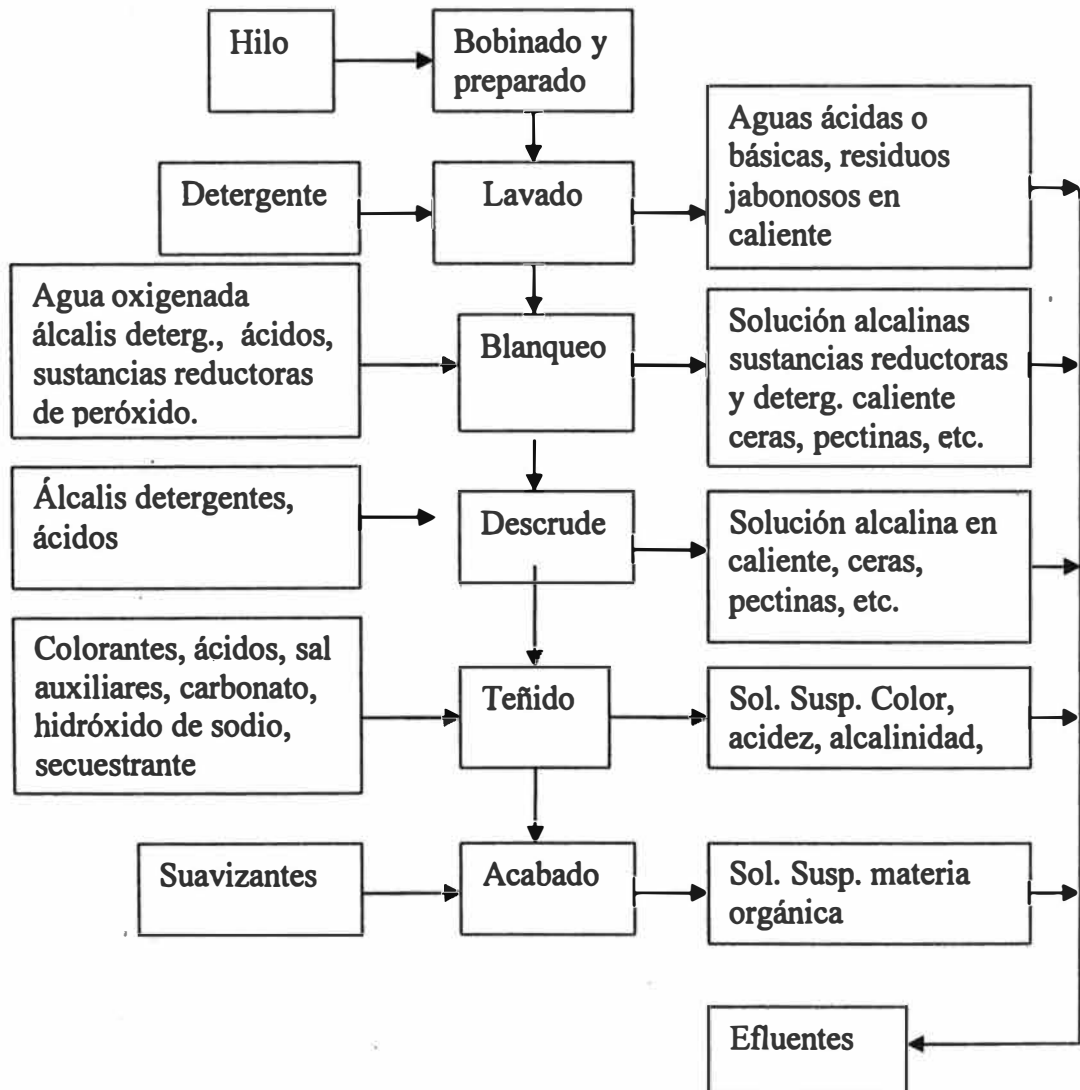 Hilo
Bobinado y
preparado
Detergente
Lavado
Aguas ácidas o
básicas, residuos
jabonosos en
caliente
Agua oxigenada
álcalis deterg., ácidos,
sustancias reductoras
de peróxido.
Blanqueo
Solución alcalinas
sustancias reductoras
y deterg. caliente
ceras, pectinas, etc.
Álcalis detergentes,
ácidos
Descrude
Solución alcalina en
caliente, ceras,
pectinas, etc.
Colorantes, ácidos, sal
auxiliares, carbonato,
hidróxido de sodio,
secuestrante
Teñido
Sol. Susp. Color,
acidez, alcalinidad,
Suavizantes
Acabado
Sol. Susp. materia
orgánica
Efluentes